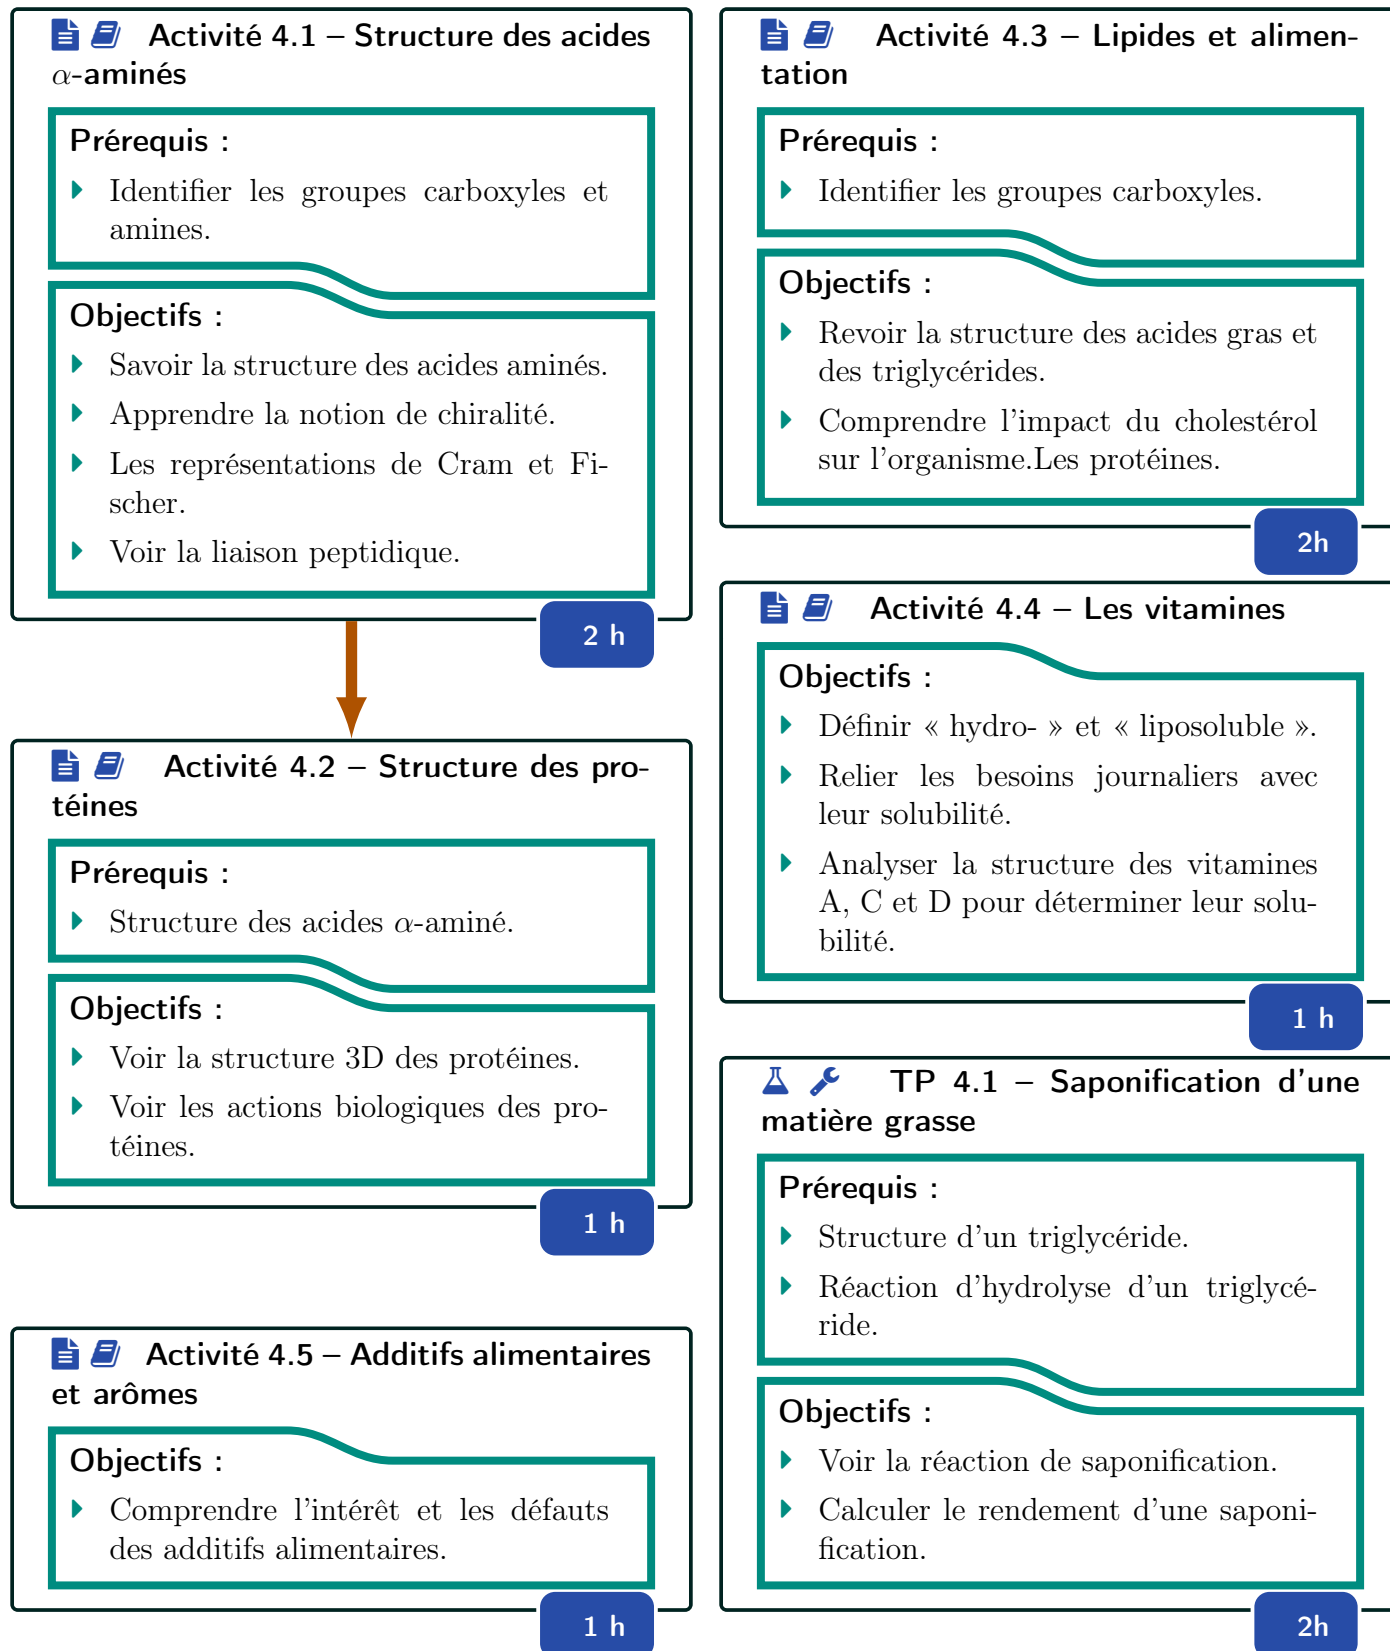 Activité 4.1 – Structure des acides
α-aminés
Prérequis :
Identifier les groupes carboxyles et
amines.
Objectifs :
Savoir la structure des acides aminés.
Apprendre la notion de chiralité.
Les représentations de Cram et Fi-
scher.
Voir la liaison peptidique.
2 h
Activité 4.2 – Structure des pro-
téines
Prérequis :
Structure des acides α-aminé.
Objectifs :
Voir la structure 3D des protéines.
Voir les actions biologiques des pro-
téines.
1 h
Activité 4.5 – Additifs alimentaires
et arômes
Objectifs :
Comprendre l'intérêt et les défauts
des additifs alimentaires.
1 h
Activité 4.3 – Lipides et alimen-
tation
Prérequis :
Identifier les groupes carboxyles.
Objectifs :
Revoir la structure des acides gras et
des triglycérides.
Comprendre l'impact du cholestérol
sur l'organisme.Les protéines.
2h
Activité 4.4 – Les vitamines
Objectifs :
Définir « hydro- » et « liposoluble ».
Relier les besoins journaliers avec
leur solubilité.
Analyser la structure des vitamines
A, C et D pour déterminer leur solu-
bilité.
1 h
TP 4.1 – Saponification d'une
matière grasse
Prérequis :
Structure d'un triglycéride.
Réaction d'hydrolyse d'un triglycé-
ride.
Objectifs :
Voir la réaction de saponification.
Calculer le rendement d'une saponi-
fication.
2h